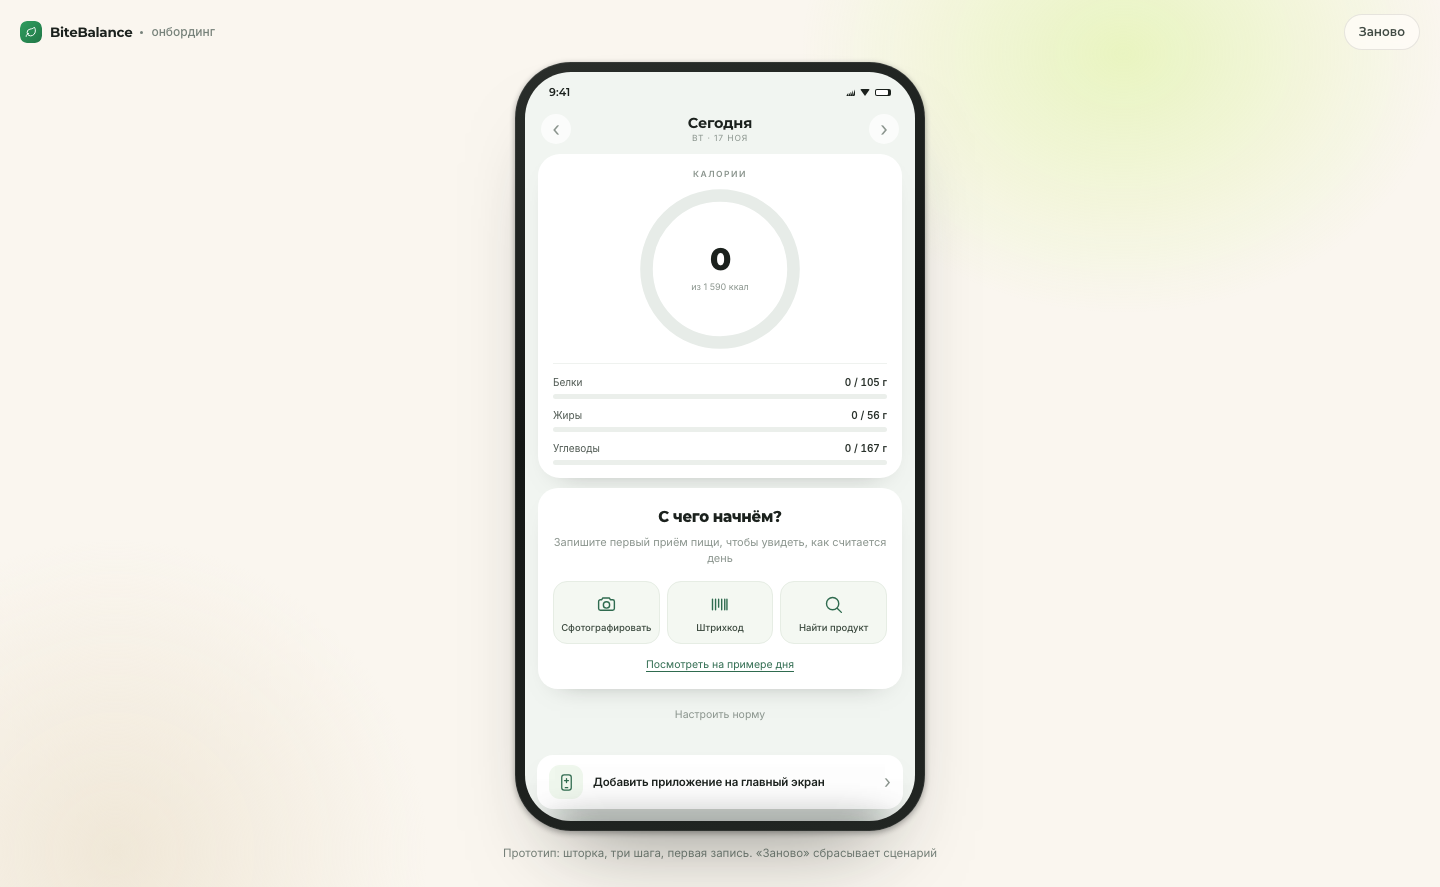 BiteBalance • онбординг
Заново
9:41
Сегодня
ВТ · 17 НОЯ
КАЛОРИИ
0
из 1 590 ккал
Белки 0 / 105 г
Жиры 0 / 56 г
Углеводы 0 / 167 г
С чего начнём?
Запишите первый приём пищи, чтобы увидеть, как считается
день
Сфотографировать Штрихкод Найти продукт
Посмотреть на примере дня
Настроить норму
Добавить приложение на главный экран
Прототип: шторка, три шага, первая запись. «Заново» сбрасывает сценарий